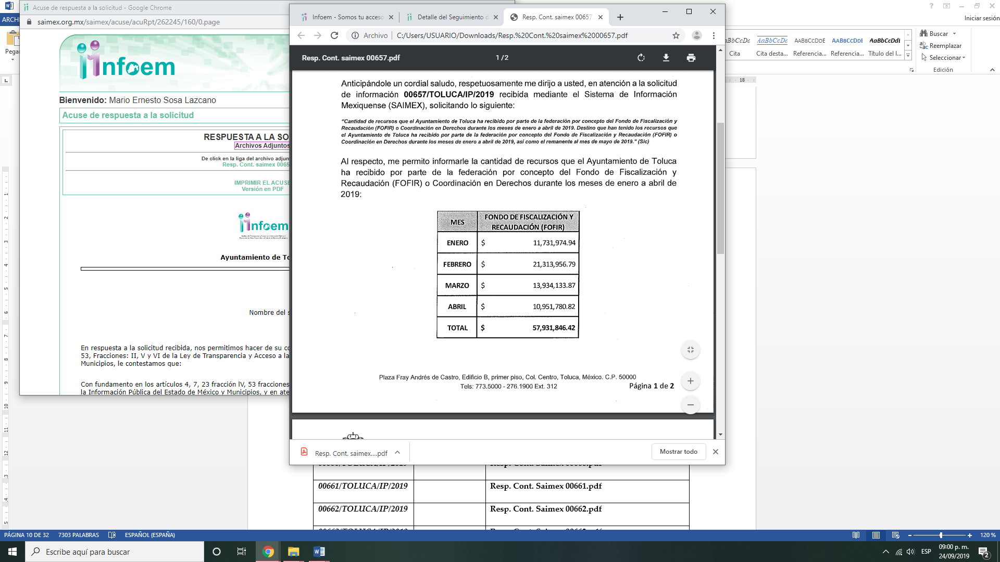 Acuse de respuesta a la solicitud - Google Chrome
saimex.org.mx/saimex/acuse/acuRpt/262245/160/0.page
ARCHI
Pegar
infoem
Bienvenido: Mario Ernesto Sosa Lazcano
Acuse de respuesta a la solicitud
RESPUESTA A LA SO
Archivos Adjuntos
De click en la liga del archivo adjun
Resp. Cont. saimex 0065
IMPRIMIR EL ACUSE
Versión en PDF
infoem
Ayuntamiento de To
Nombre del s
En respuesta a la solicitud recibida, nos permitimos hacer de su co
53, Fracciones: II, V y VI de la Ley de Transparencia y Acceso a la
Municipios, le contestamos que:
Con fundamento en los artículos 4, 7, 23 fracción lV, 53 fracciones
la Información Pública del Estado de México y Municipios, y en ate
Infoem - Somos tu acceso
Detalle del Seguimiento d
Resp. Cont. saimex 00657.
Archivo
C:/Users/USUARIO/Downloads/Resp.%20Cont.%20saimex%2000657.pdf
Resp. Cont. saimex 00657.pdf
1 / 2
Anticipándole un cordial saludo, respetuosamente me dirijo a usted, en atención a la solicitud
de información 00657/TOLUCA/IP/2019 recibida mediante el Sistema de Información
Mexiquense (SAIMEX), solicitando lo siguiente:
"Cantidad de recursos que el Ayuntamiento de Toluca ha recibido por parte de la federación por concepto del Fondo de Fiscalización y
Recaudación (FOFIR) o Coordinación en Derechos durante los meses de enero a abril de 2019. Destino que han tenido los recursos que
el Ayuntamiento de Toluca ha recibido por parte de la federación por concepto del Fondo de Fiscalización y Recaudación (FOFIR) o
Coordinación en Derechos durante los meses de enero a abril de 2019, así como el remanente al mes de mayo de 2019." (Sic)
Al respecto, me permito informarle la cantidad de recursos que el Ayuntamiento de Toluca
ha recibido por parte de la federación por concepto del Fondo de Fiscalización y
Recaudación (FOFIR) o Coordinación en Derechos durante los meses de enero a abril de
2019:
MES FONDO DE FISCALIZACIÓN Y RECAUDACIÓN (FOFIR)
ENERO $ 11,731,974.94
FEBRERO $ 21,313,956.79
MARZO $ 13,934,133.87
ABRIL $ 10,951,780.82
TOTAL $ 57,931,846.42
Plaza Fray Andrés de Castro, Edificio B, primer piso, Col. Centro, Toluca, México. C.P. 50000
Tels: 773.5000 - 276.1900 Ext. 312
Página 1 de 2
Resp. Cont. saimex....pdf
Mostrar todo
Iniciar sesión
AaBbCcDdE
Cita
AaBbCcDc
Cita desta...
AABBCCDDE
Referencia...
AABBCCDDE
Referencia...
AaBbCcDdE
Título del l...
Buscar
Reemplazar
Seleccionar
Edición
18
00661/TOLUCA/IP/2019 Resp. Cont. Saimex 00661.pdf
00662/TOLUCA/IP/2019 Resp. Cont. Saimex 00662.pdf
PÁGINA 10 DE 32
7303 PALABRAS
ESPAÑOL (ESPAÑA)
120 %
Escribe aquí para buscar
ESP
09:00 p. m.
24/09/2019
2